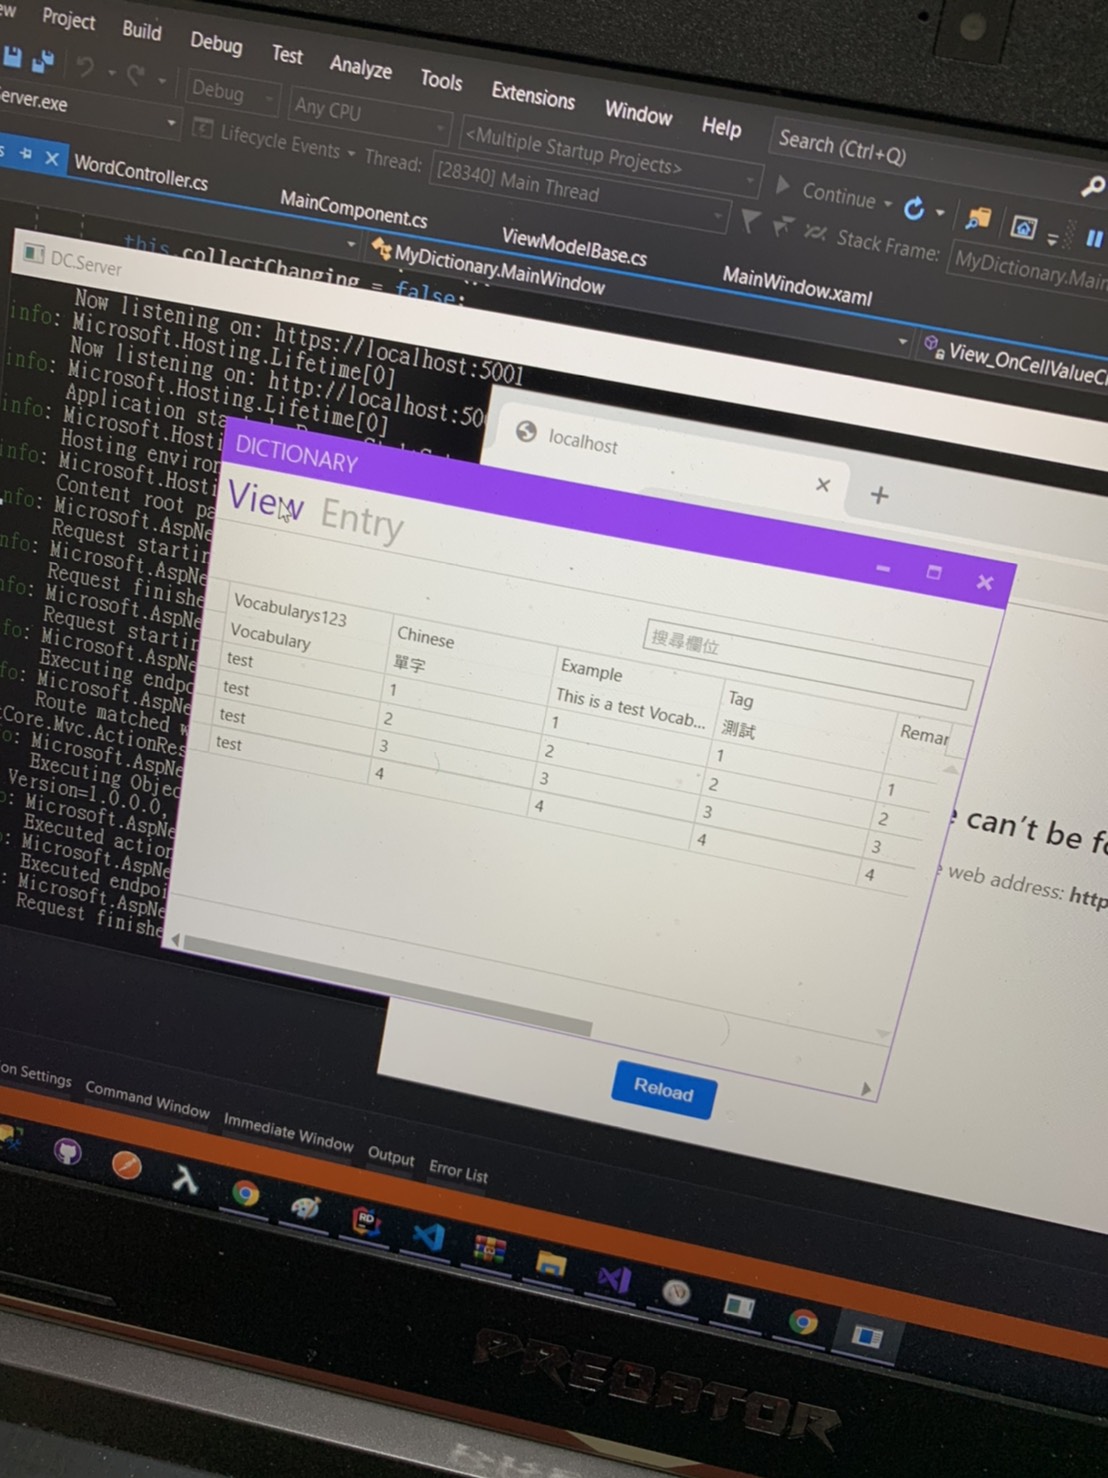 Project Build Debug Test Analyze Tools Extensions Window Help Search (Ctrl+Q)
Debug Any CPU <Multiple Startup Projects> Continue
erver.exe Lifecycle Events Thread: [28340] Main Thread Stack Frame: MyDictionary.Main
WordController.cs MainComponent.cs ViewModelBase.cs MainWindow.xaml
MyDictionary.MainWindow View_OnCellValueC
this.collectChanging = false;
DC.Server
Now listening on: https://localhost:5001
info: Microsoft.Hosting.Lifetime[0]
Now listening on: http://localhost:50
info: Microsoft.Hosting.Lifetime[0]
Application sta
info: Microsoft.Hosti
Hosting enviror
info: Microsoft.Hosti
Content root pa
nfo: Microsoft.AspNe
Request startir
nfo: Microsoft.AspNe
Request finishe
nfo: Microsoft.AspNe
Request startir
fo: Microsoft.AspNe
Executing endpo
fo: Microsoft.AspNe
Route matched w
tCore.Mvc.ActionRes
o: Microsoft.AspNe
Executing Objec
Version=1.0.0.0,
o: Microsoft.AspNe
Executed action
: Microsoft.AspNe
Executed endpoi
: Microsoft.AspNe
Request finishe
localhost
DICTIONARY
View Entry
搜尋欄位
Vocabularys123 Chinese Example Tag Remar
Vocabulary 單字 This is a test Vocab... 測試
test 1 1 1 1
test 2 2 2 2
test 3 3 3 3
test 4 4 4 4
can't be fo
web address: http
Reload
on Settings Command Window Immediate Window Output Error List
RD
PREDATOR